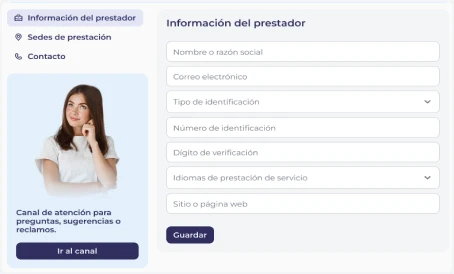 Información del prestador
Sedes de prestación
Contacto
Canal de atención para
preguntas, sugerencias o
reclamos.
Ir al canal
Información del prestador
Nombre o razón social
Correo electrónico
Tipo de identificación
Número de identificación
Dígito de verificación
Idiomas de prestación de servicio
Sitio o página web
Guardar